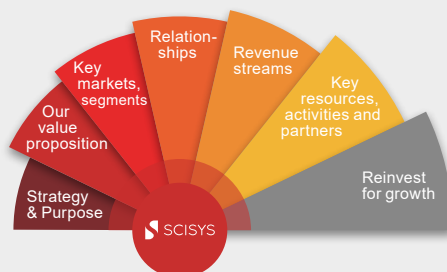 Strategy
& Purpose
Our
value
proposition
Key
markets,
segments
Relation-
ships
Revenue
streams
Key
resources,
activities and
partners
Reinvest
for growth
SCISYS